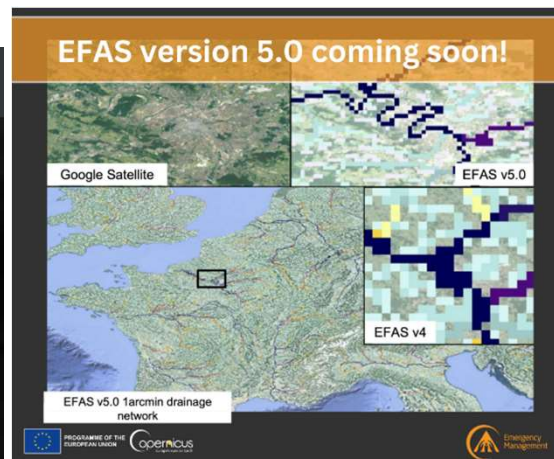 EFAS version 5.0 coming soon!
Google Satellite
EFAS v5.0
EFAS v4
EFAS v5.0 1arcmin drainage
network
PROGRAMME OF THE
EUROPEAN UNION
Copernicus
Emergency
Management